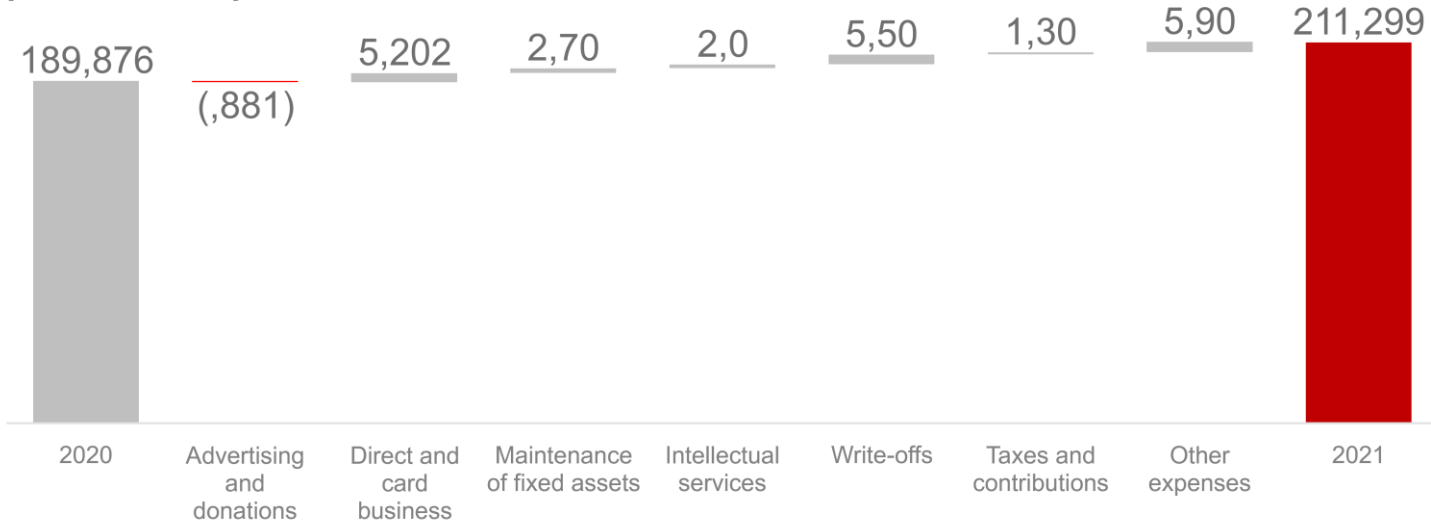 189,876
(,881)
5,202
2,70
2,0
5,50
1,30
5,90
211,299
2020
Advertising
and
donations
Direct and
card
business
Maintenance
of fixed assets
Intellectual
services
Write-offs
Taxes and
contributions
Other
expenses
2021